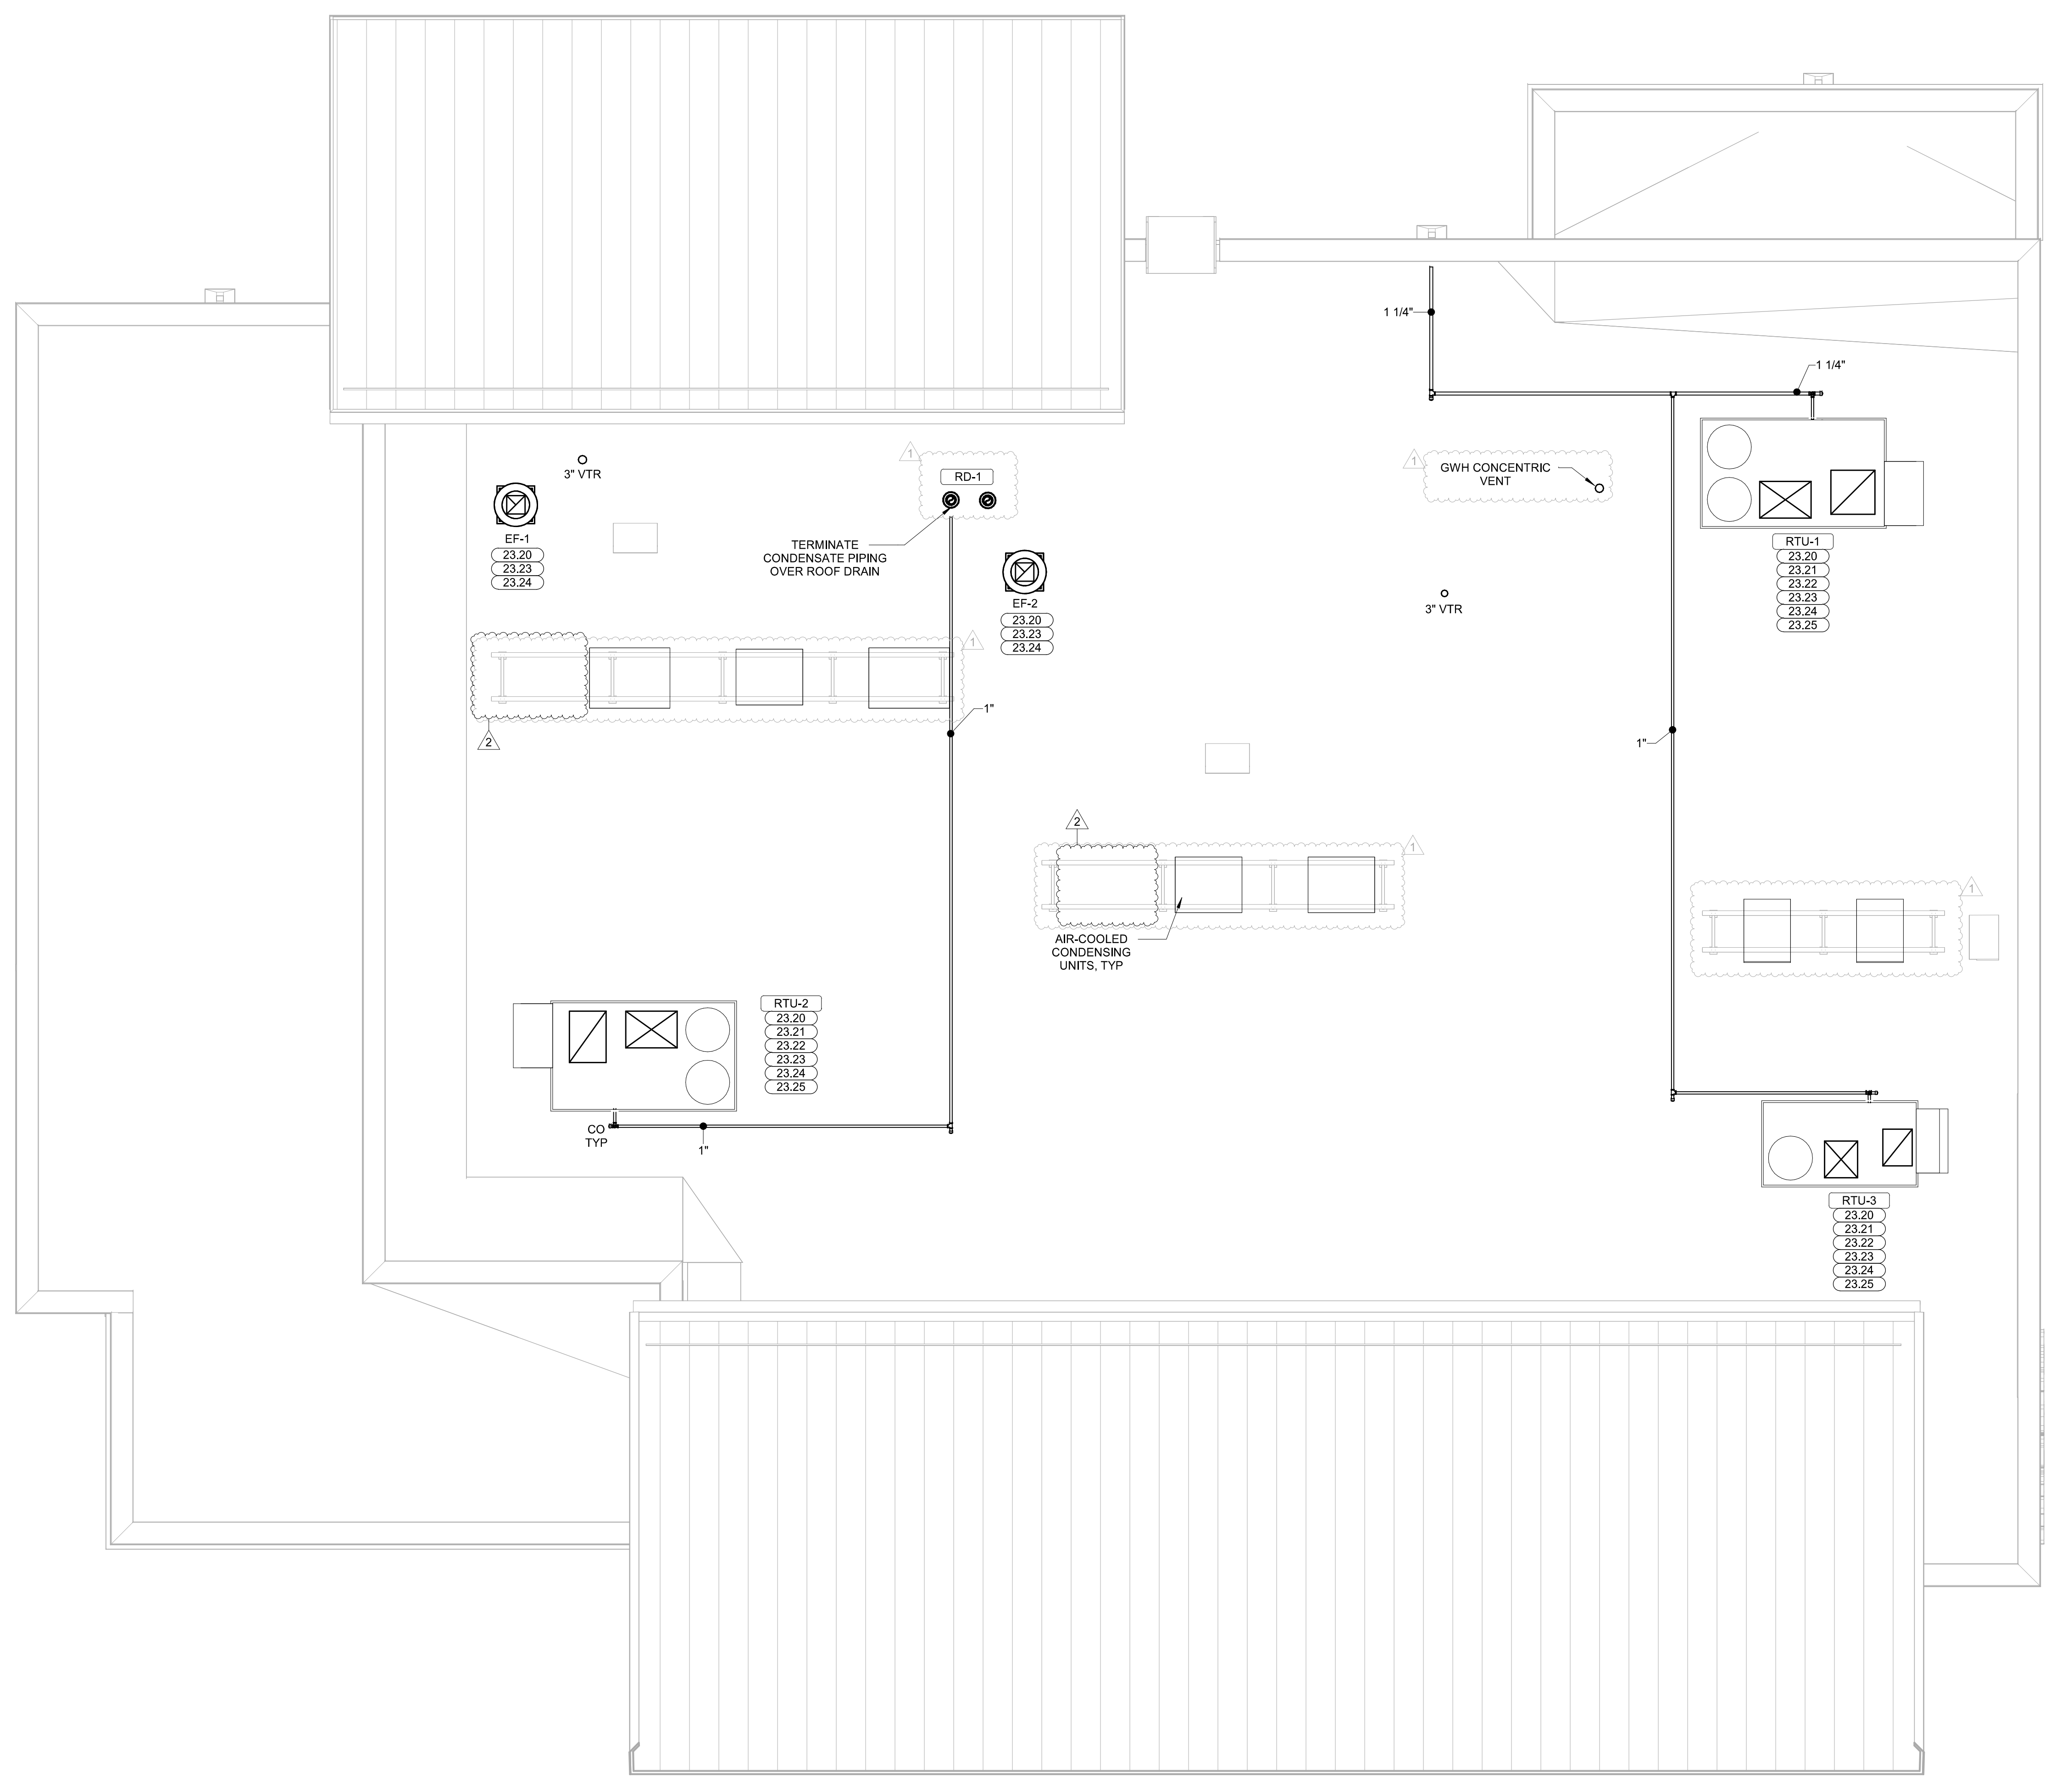 1 1/4"
1 1/4"
3" VTR
1
RD-1
1
GWH CONCENTRIC
VENT
EF-1
23.20
23.23
23.24
TERMINATE
CONDENSATE PIPING
OVER ROOF DRAIN
RTU-1
23.20
23.21
23.22
23.23
23.24
23.25
EF-2
23.20
23.23
23.24
3" VTR
1
1"
2
1"
2
1
AIR-COOLED
CONDENSING
UNITS, TYP
1
RTU-2
23.20
23.21
23.22
23.23
23.24
23.25
CO
TYP
1"
RTU-3
23.20
23.21
23.22
23.23
23.24
23.25